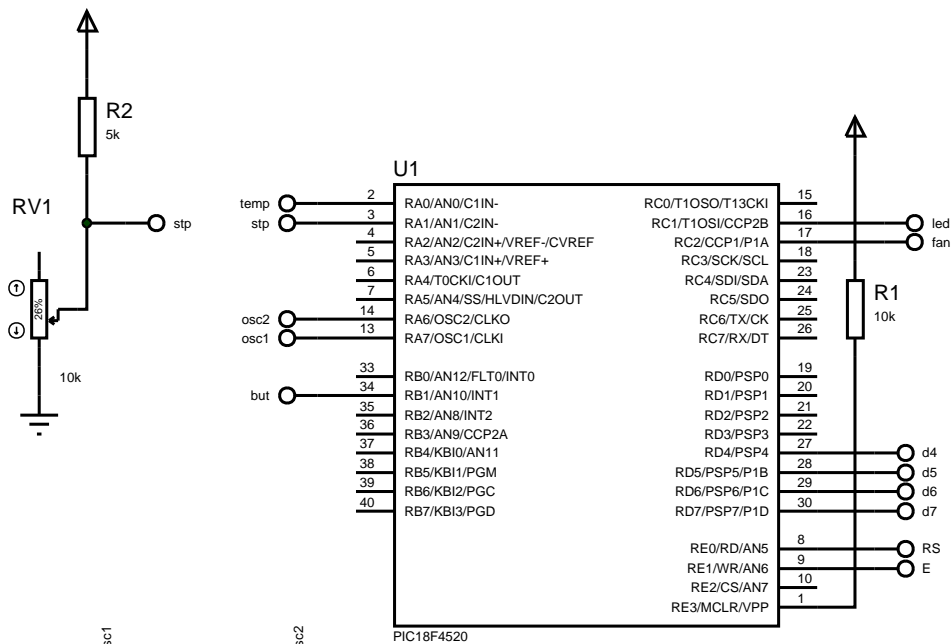 R2
5k
RV1
stp
26%
10k
U1
temp
2
RA0/AN0/C1IN-
stp
3
RA1/AN1/C2IN-
4
RA2/AN2/C2IN+/VREF-/CVREF
5
RA3/AN3/C1IN+/VREF+
6
RA4/T0CKI/C1OUT
7
RA5/AN4/SS/HLVDIN/C2OUT
osc2
14
RA6/OSC2/CLKO
osc1
13
RA7/OSC1/CLKI
33
RB0/AN12/FLT0/INT0
but
34
RB1/AN10/INT1
35
RB2/AN8/INT2
36
RB3/AN9/CCP2A
37
RB4/KBI0/AN11
38
RB5/KBI1/PGM
39
RB6/KBI2/PGC
40
RB7/KBI3/PGD
RC0/T1OSO/T13CKI
15
RC1/T1OSI/CCP2B
16
led
RC2/CCP1/P1A
17
fan
RC3/SCK/SCL
18
RC4/SDI/SDA
23
RC5/SDO
24
RC6/TX/CK
25
RC7/RX/DT
26
RD0/PSP0
19
RD1/PSP1
20
RD2/PSP2
21
RD3/PSP3
22
RD4/PSP4
27
d4
RD5/PSP5/P1B
28
d5
RD6/PSP6/P1C
29
d6
RD7/PSP7/P1D
30
d7
RE0/RD/AN5
8
RS
RE1/WR/AN6
9
E
RE2/CS/AN7
10
RE3/MCLR/VPP
1
PIC18F4520
R1
10k
sc1
sc2